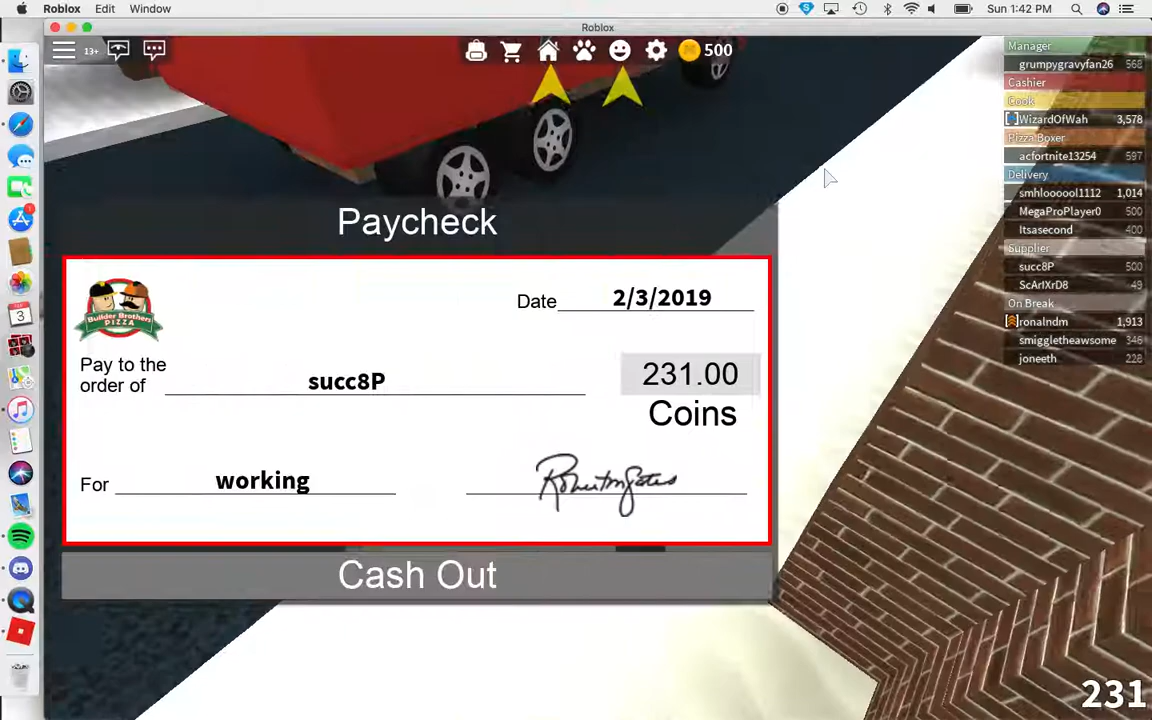 Roblox Edit Window
Sun 1:42 PM
Roblox
13+
500
Manager
grumpygravyfan26 568
Cashier
Cook
WizardOfWah 3,578
Pizza Boxer
acfortnite13254 597
Delivery
smhloooool1112 1,014
MegaProPlayer0 500
Itsasecond 400
Supplier
succ8P 500
ScArIXrD8 49
On Break
ronalndm 1,913
smiggletheawsome 346
joneeth 228
Paycheck
Builder Brothers
PIZZA
Date 2/3/2019
Pay to the
order of succ8P
231.00
Coins
For working
Cash Out
231
3